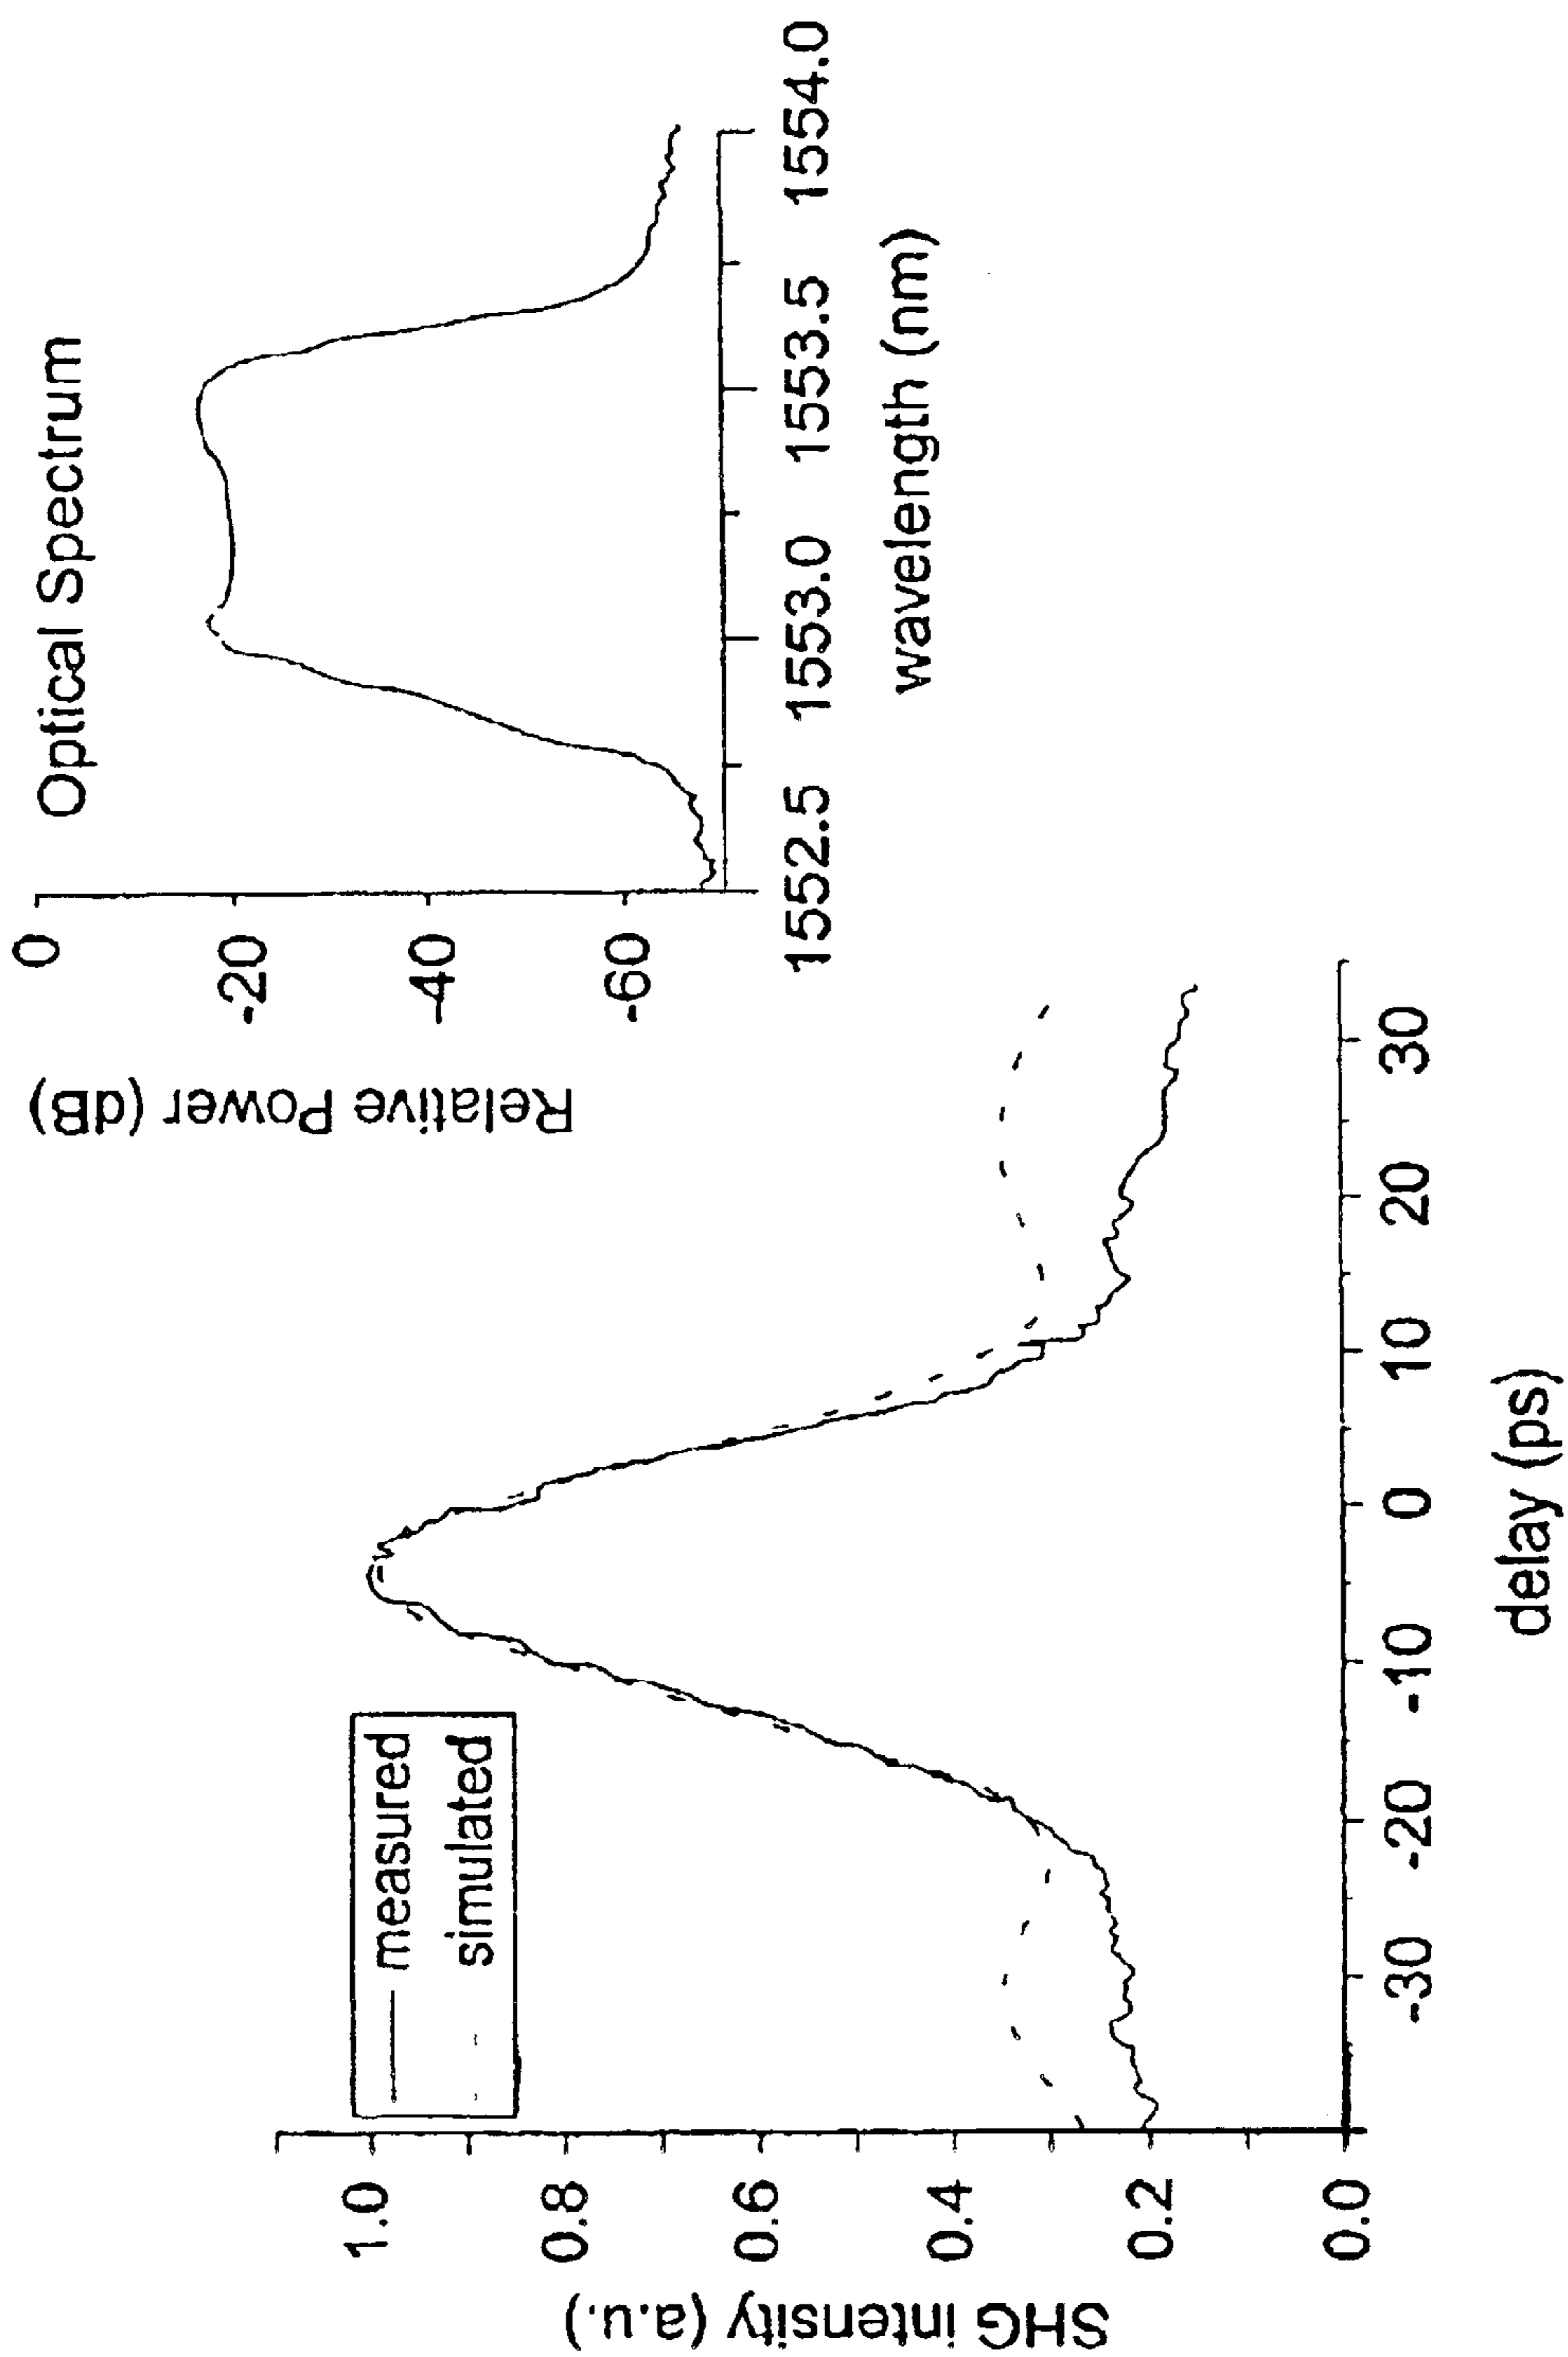 Optical Spectrum
Relative Power (dB)
0
-20
-40
-60
1552.5 1553.0 1553.5 1554.0
wavelength (nm)
measured
simulated
SHG intensity (a.u.)
1.0
0.8
0.6
0.4
0.2
0.0
-30 -20 -10 0 10 20 30
delay (ps)